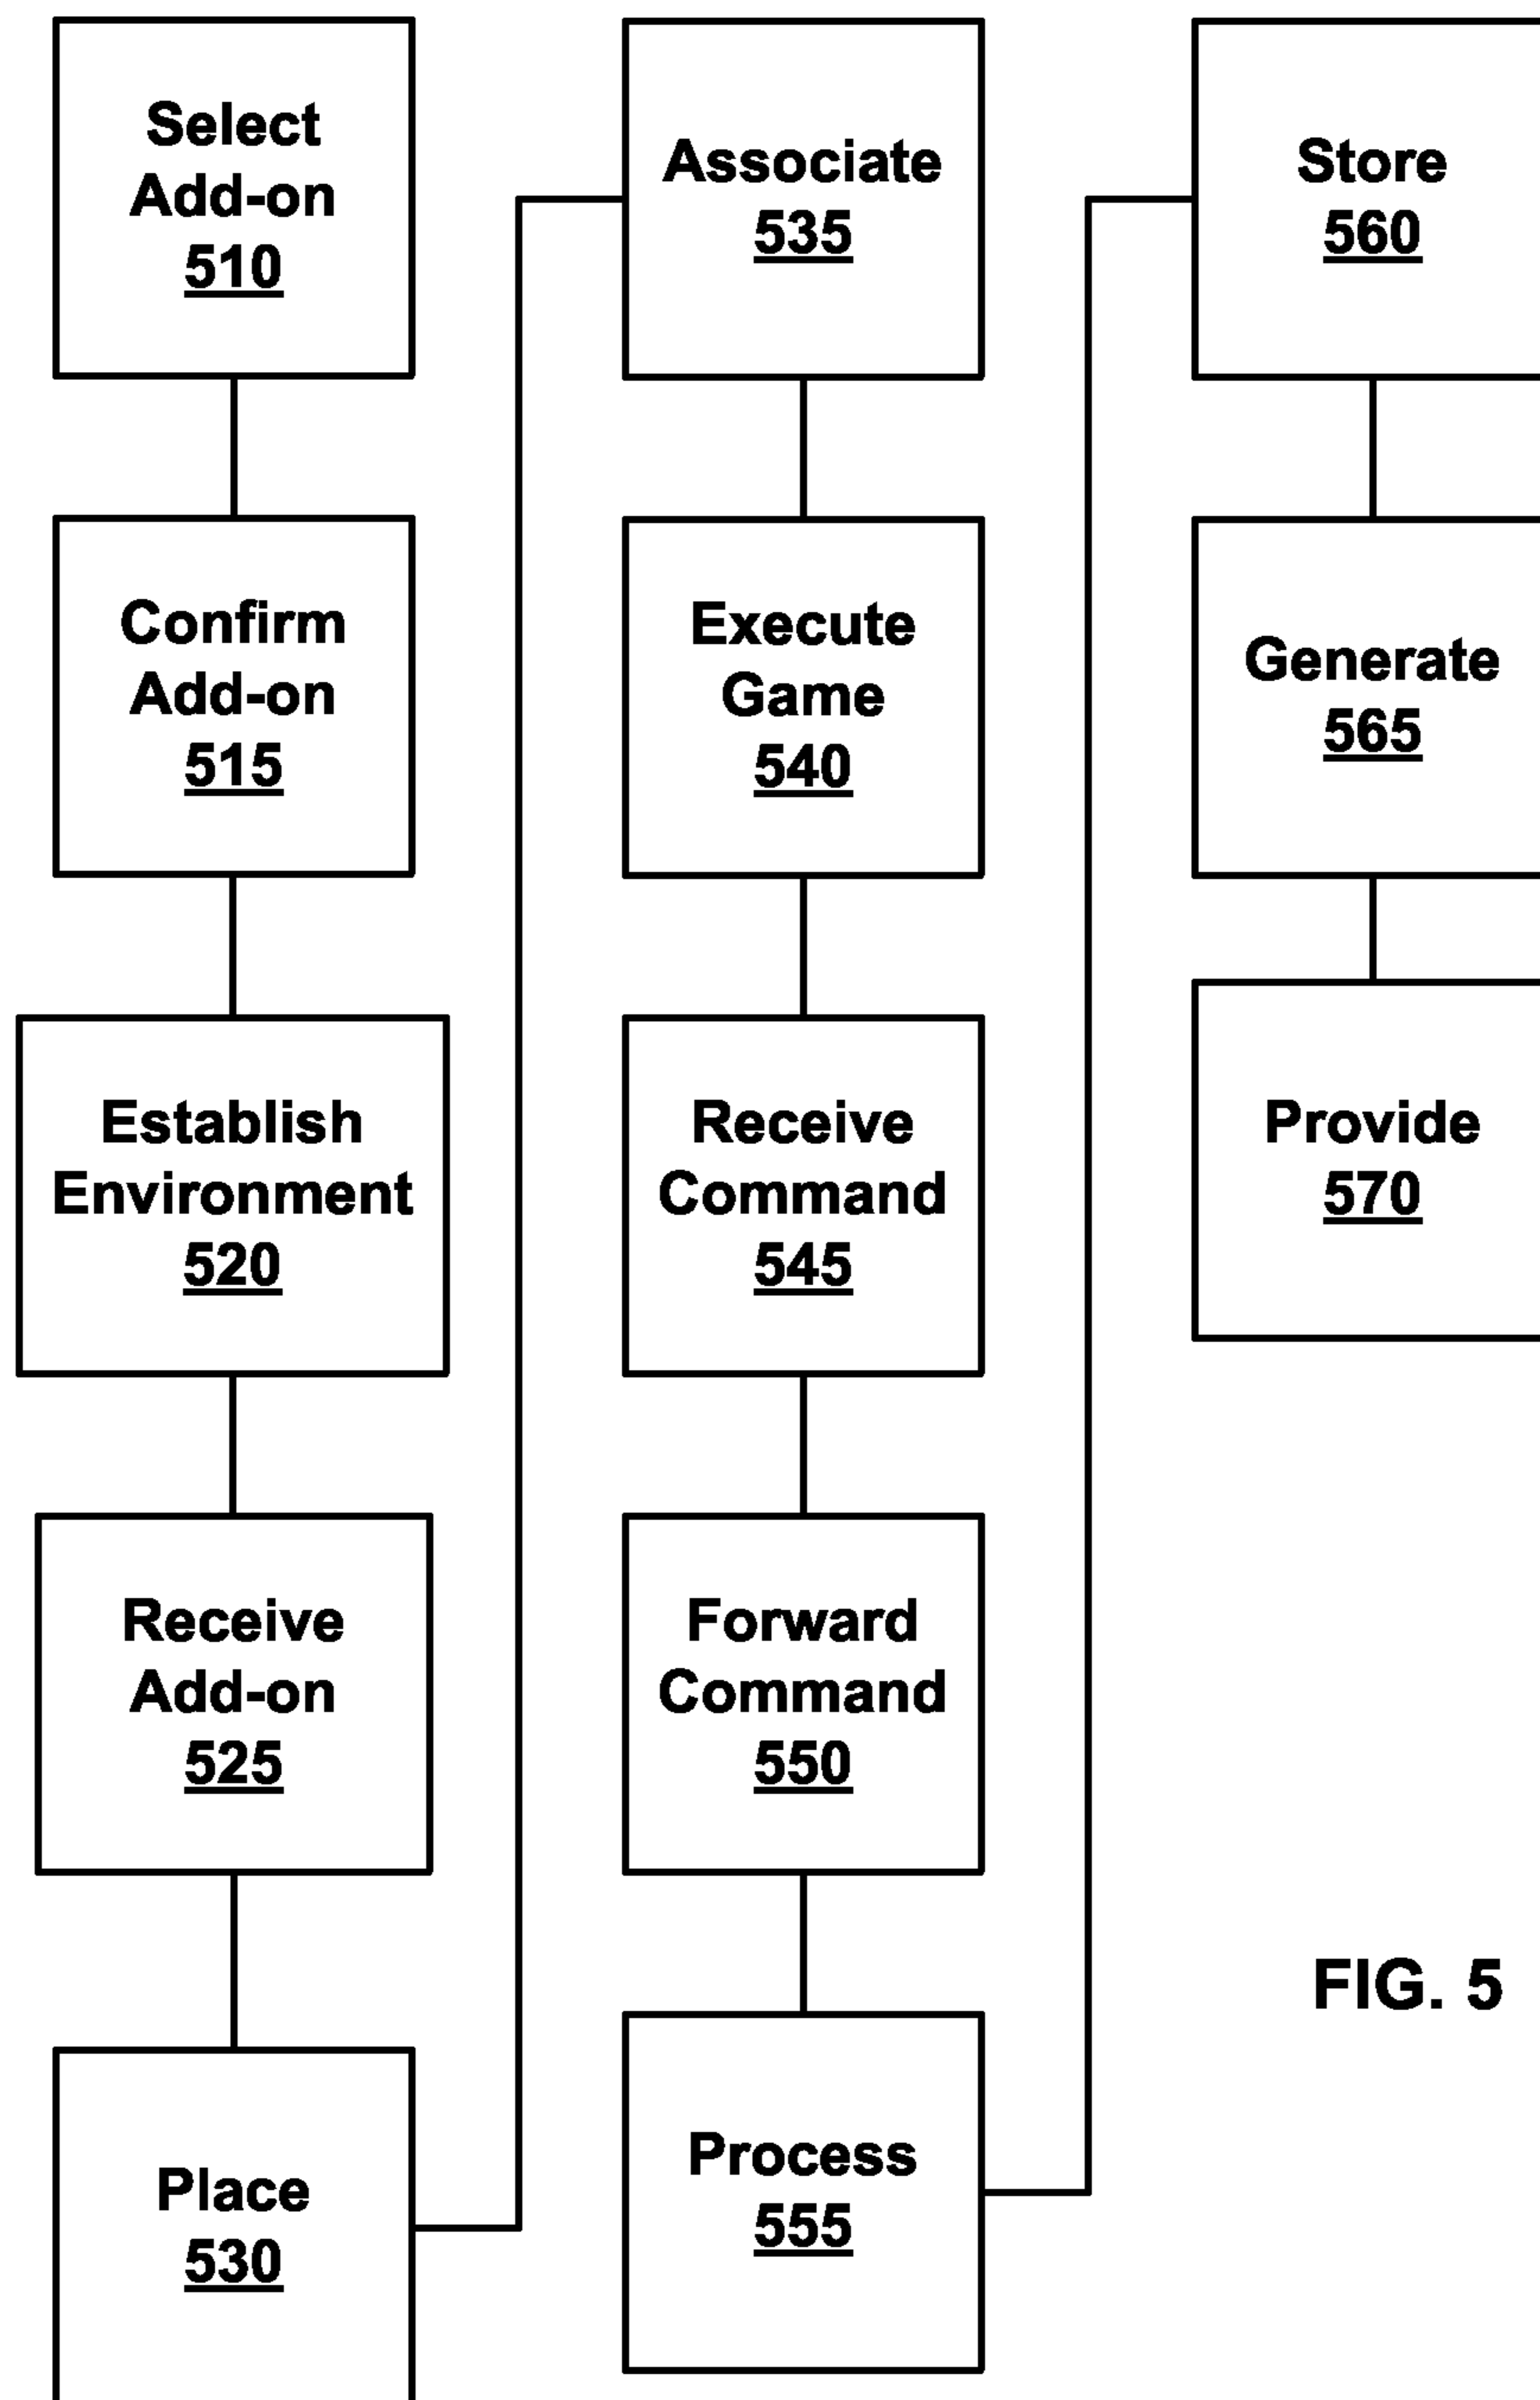 Select
Add-on
510
Confirm
Add-on
515
Establish
Environment
520
Receive
Add-on
525
Place
530
Associate
535
Execute
Game
540
Receive
Command
545
Forward
Command
550
Process
555
Store
560
Generate
565
Provide
570
FIG. 5